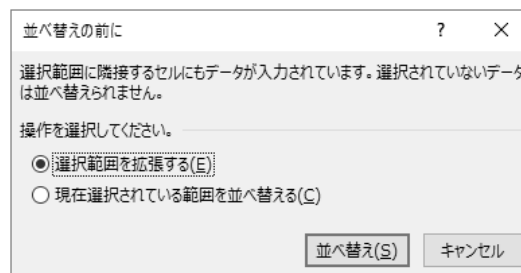 並べ替えの前に ?
選択範囲に隣接するセルにもデータが入力されています。選択されていないデータ
は並べ替えられません。
操作を選択してください。
選択範囲を拡張する(E)
現在選択されている範囲を並べ替える(C)
並べ替え(S) キャンセル